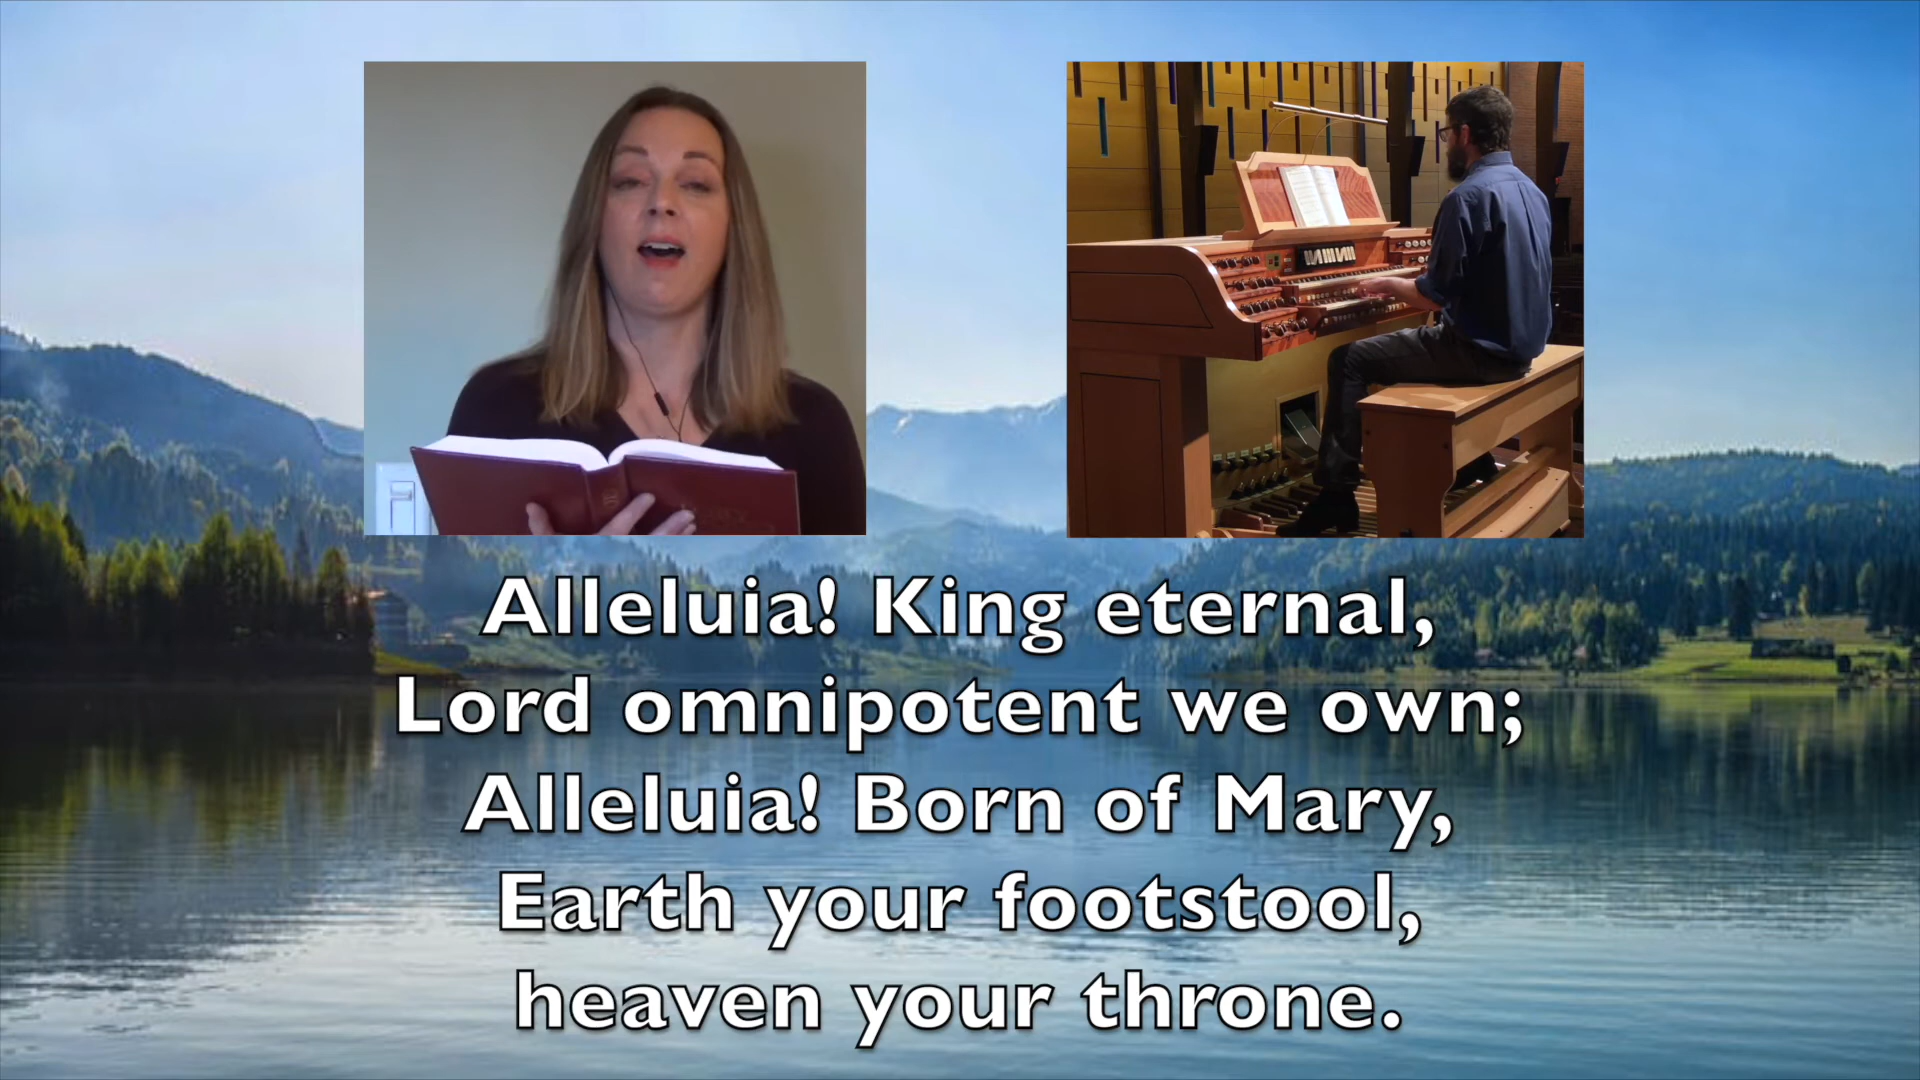 Alleluia! King eternal,
Lord omnipotent we own;
Alleluia! Born of Mary,
Earth your footstool,
heaven your throne.